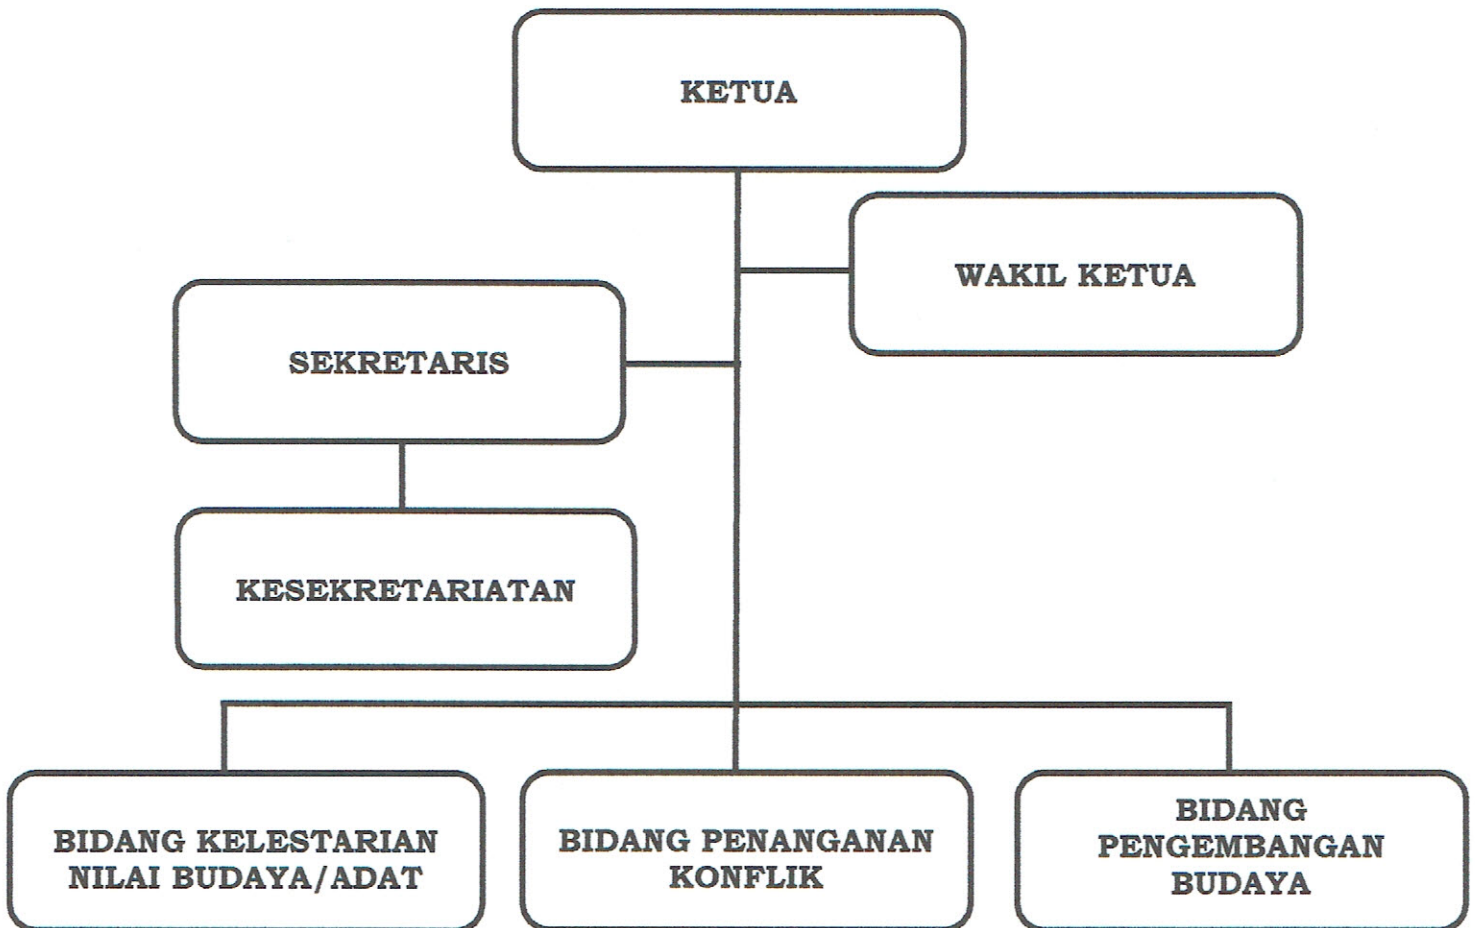 KETUA
WAKIL KETUA
SEKRETARIS
KESEKRETARIATAN
BIDANG KELESTARIAN
NILAI BUDAYA/ADAT
BIDANG PENANGANAN
KONFLIK
BIDANG
PENGEMBANGAN
BUDAYA